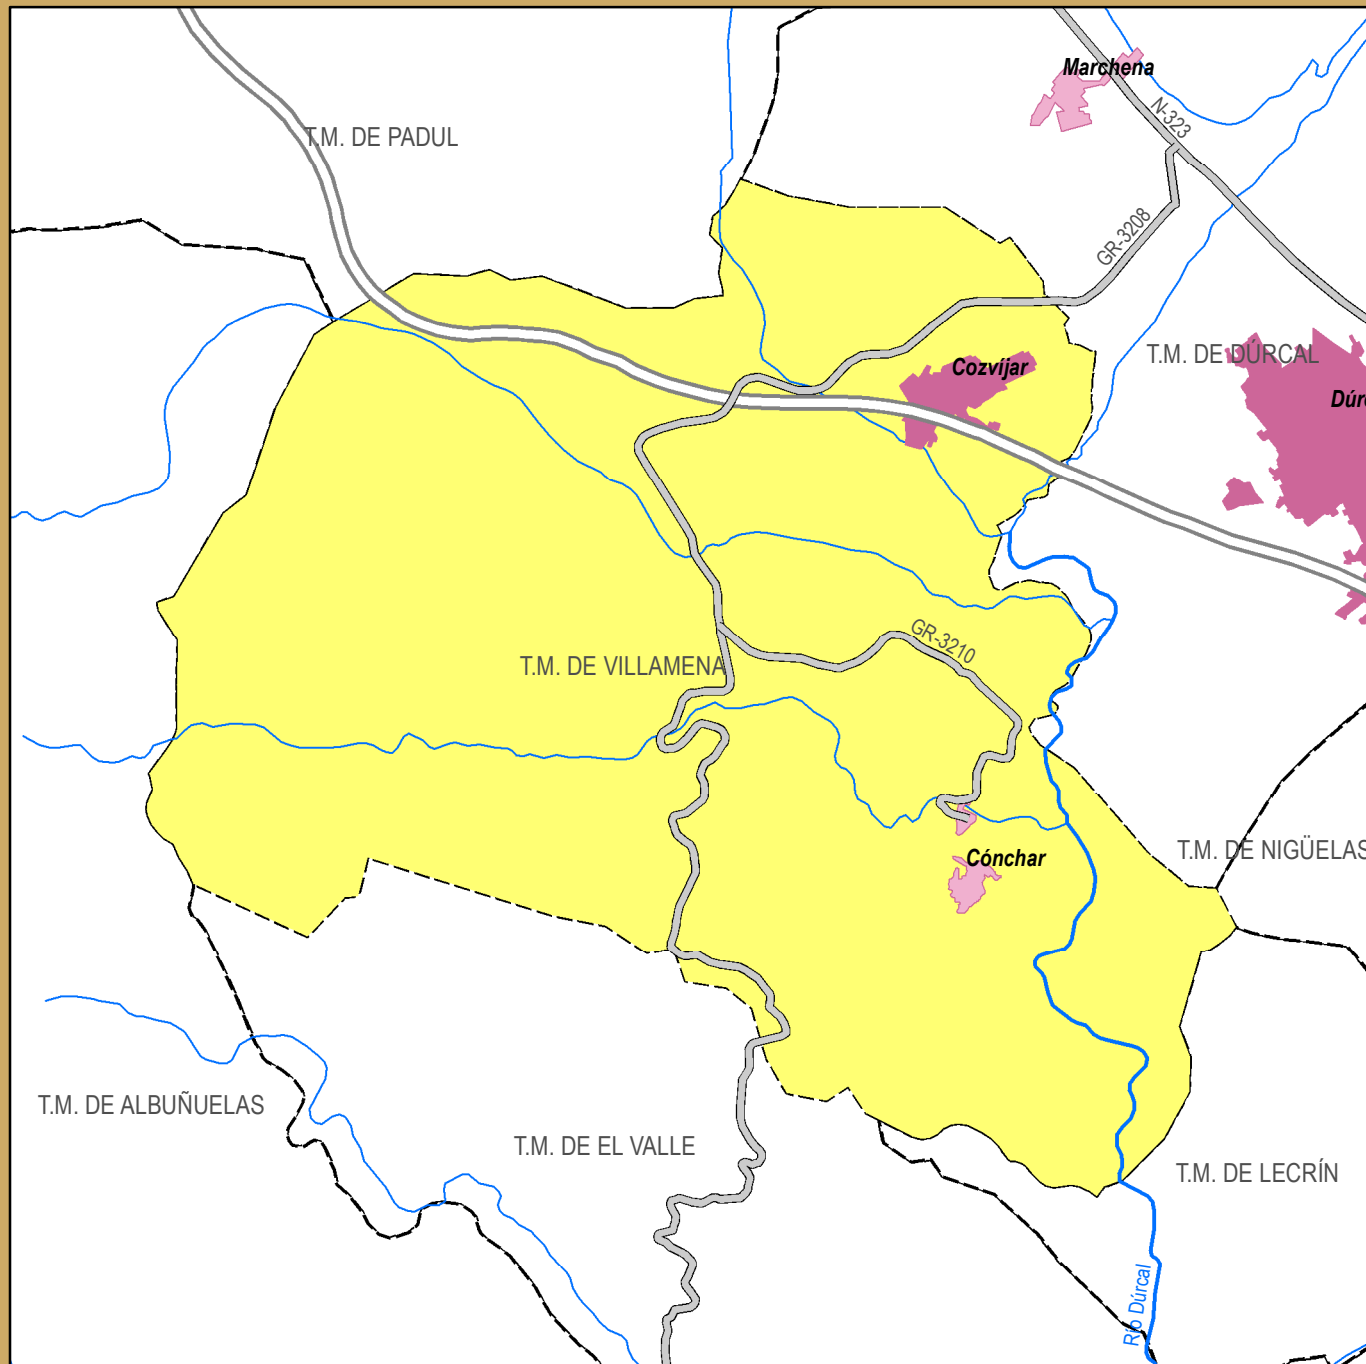 Marchena
N-323
T.M. DE PADUL
GR-3208
T.M. DE DÚRCAL
Cozvíjar
Dúrc
GR-3210
T.M. DE VILLAMENA
T.M. DE NIGÜELAS
Cónchar
T.M. DE ALBUÑUELAS
T.M. DE EL VALLE
T.M. DE LECRÍN
Río Dúrcal